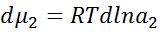 dμ₂ = RTdlna₂